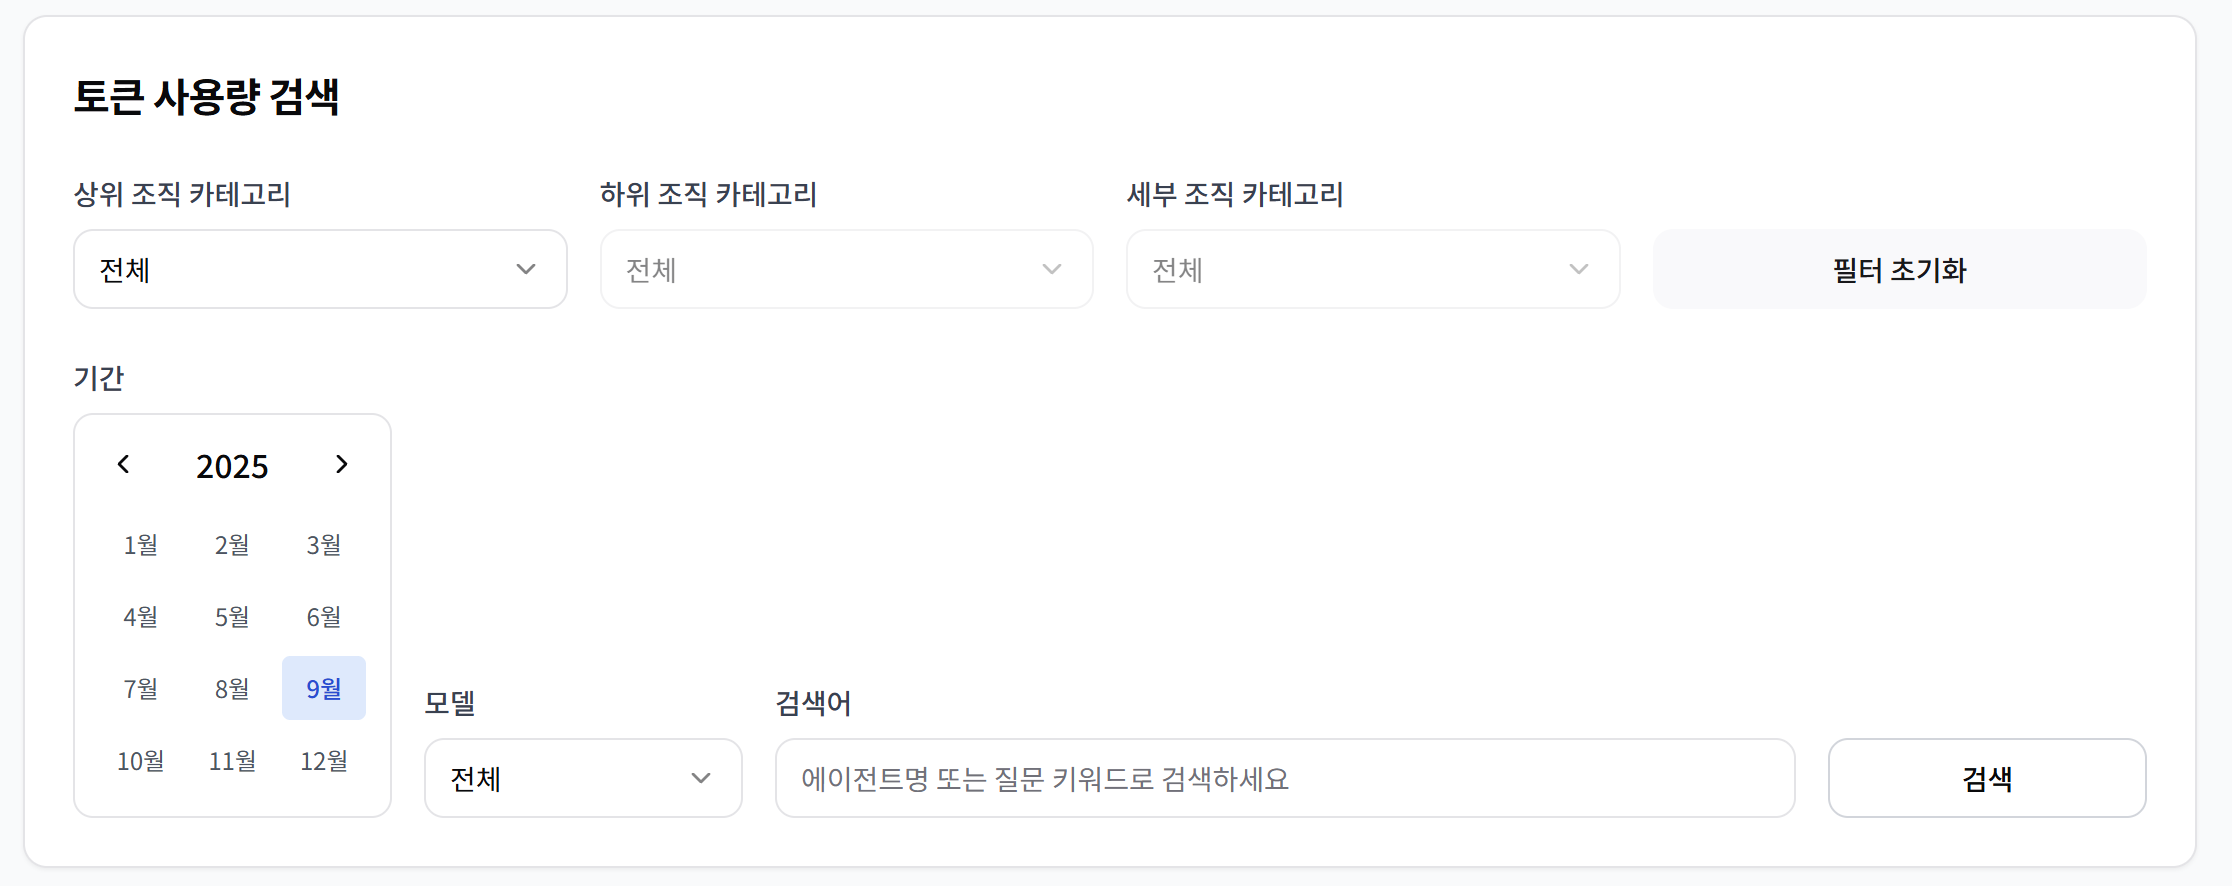 토큰 사용량 검색
상위 조직 카테고리
하위 조직 카테고리
세부 조직 카테고리
전체
전체
전체
필터 초기화
기간
2025
1월 2월 3월
4월 5월 6월
7월 8월 9월
10월 11월 12월
모델
전체
검색어
에이전트명 또는 질문 키워드로 검색하세요
검색